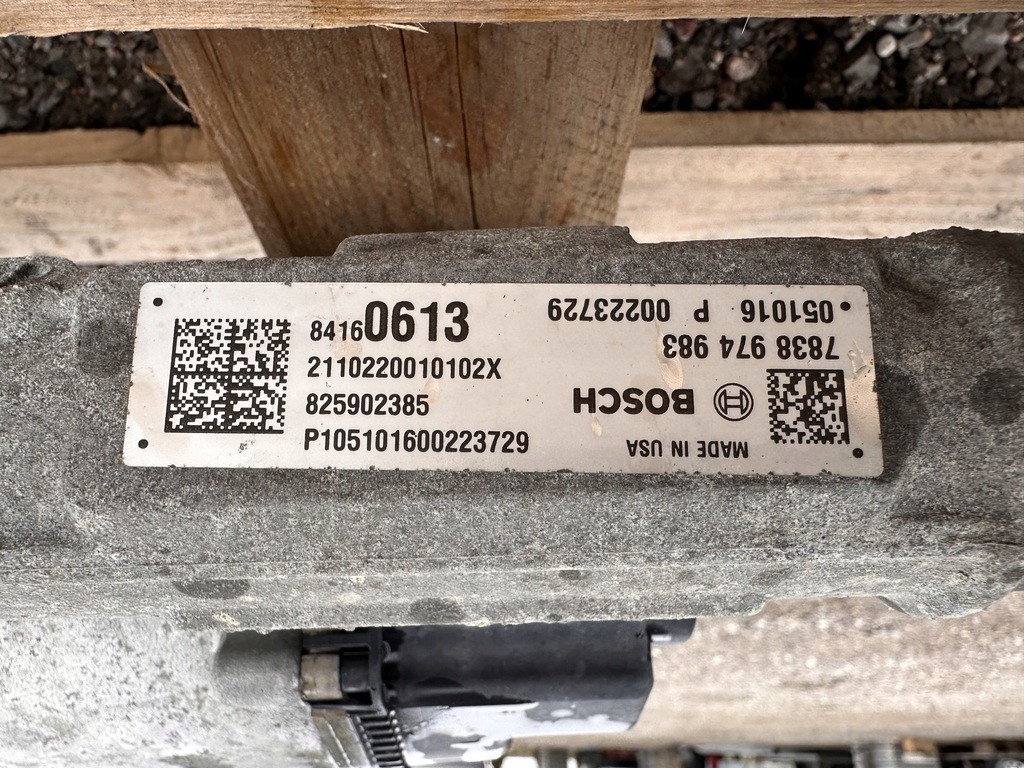 84160613
2110220010102X
825902385
P105101600223729
MADE IN USA
BOSCH
7838 974 983
051016 P 00223729